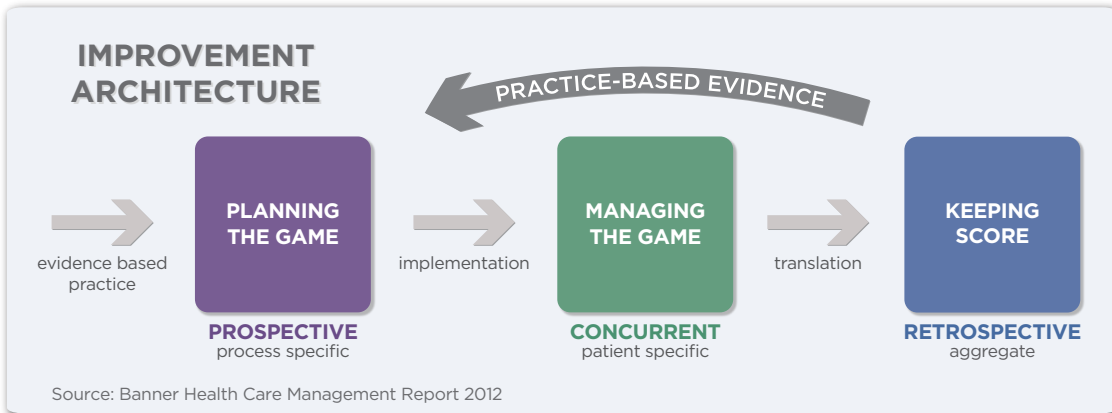 IMPROVEMENT
ARCHITECTURE
PRACTICE-BASED EVIDENCE
evidence based
practice
PLANNING
THE GAME
PROSPECTIVE
process specific
implementation
MANAGING
THE GAME
CONCURRENT
patient specific
translation
KEEPING
SCORE
RETROSPECTIVE
aggregate
Source: Banner Health Care Management Report 2012